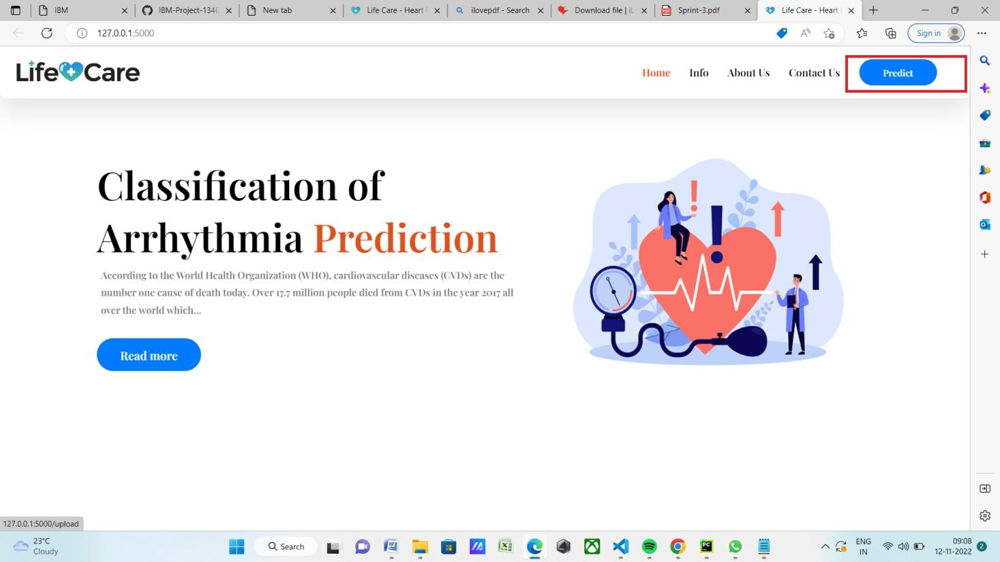 IBM
IBM-Project-1346
New tab
Life Care - Heart
ilovepdf - Search
Download file | iL
Sprint-3.pdf
Life Care - Heart
127.0.0.1:5000
Sign in
Life Care
Home
Info
About Us
Contact Us
Predict
Classification of
Arrhythmia Prediction
According to the World Health Organization (WHO), cardiovascular diseases (CVDs) are the
number one cause of death today. Over 17.7 million people died from CVDs in the year 2017 all
over the world which...
Read more
127.0.0.1:5000/upload
23°C
Cloudy
Search
ENG
IN
09:08
12-11-2022
2